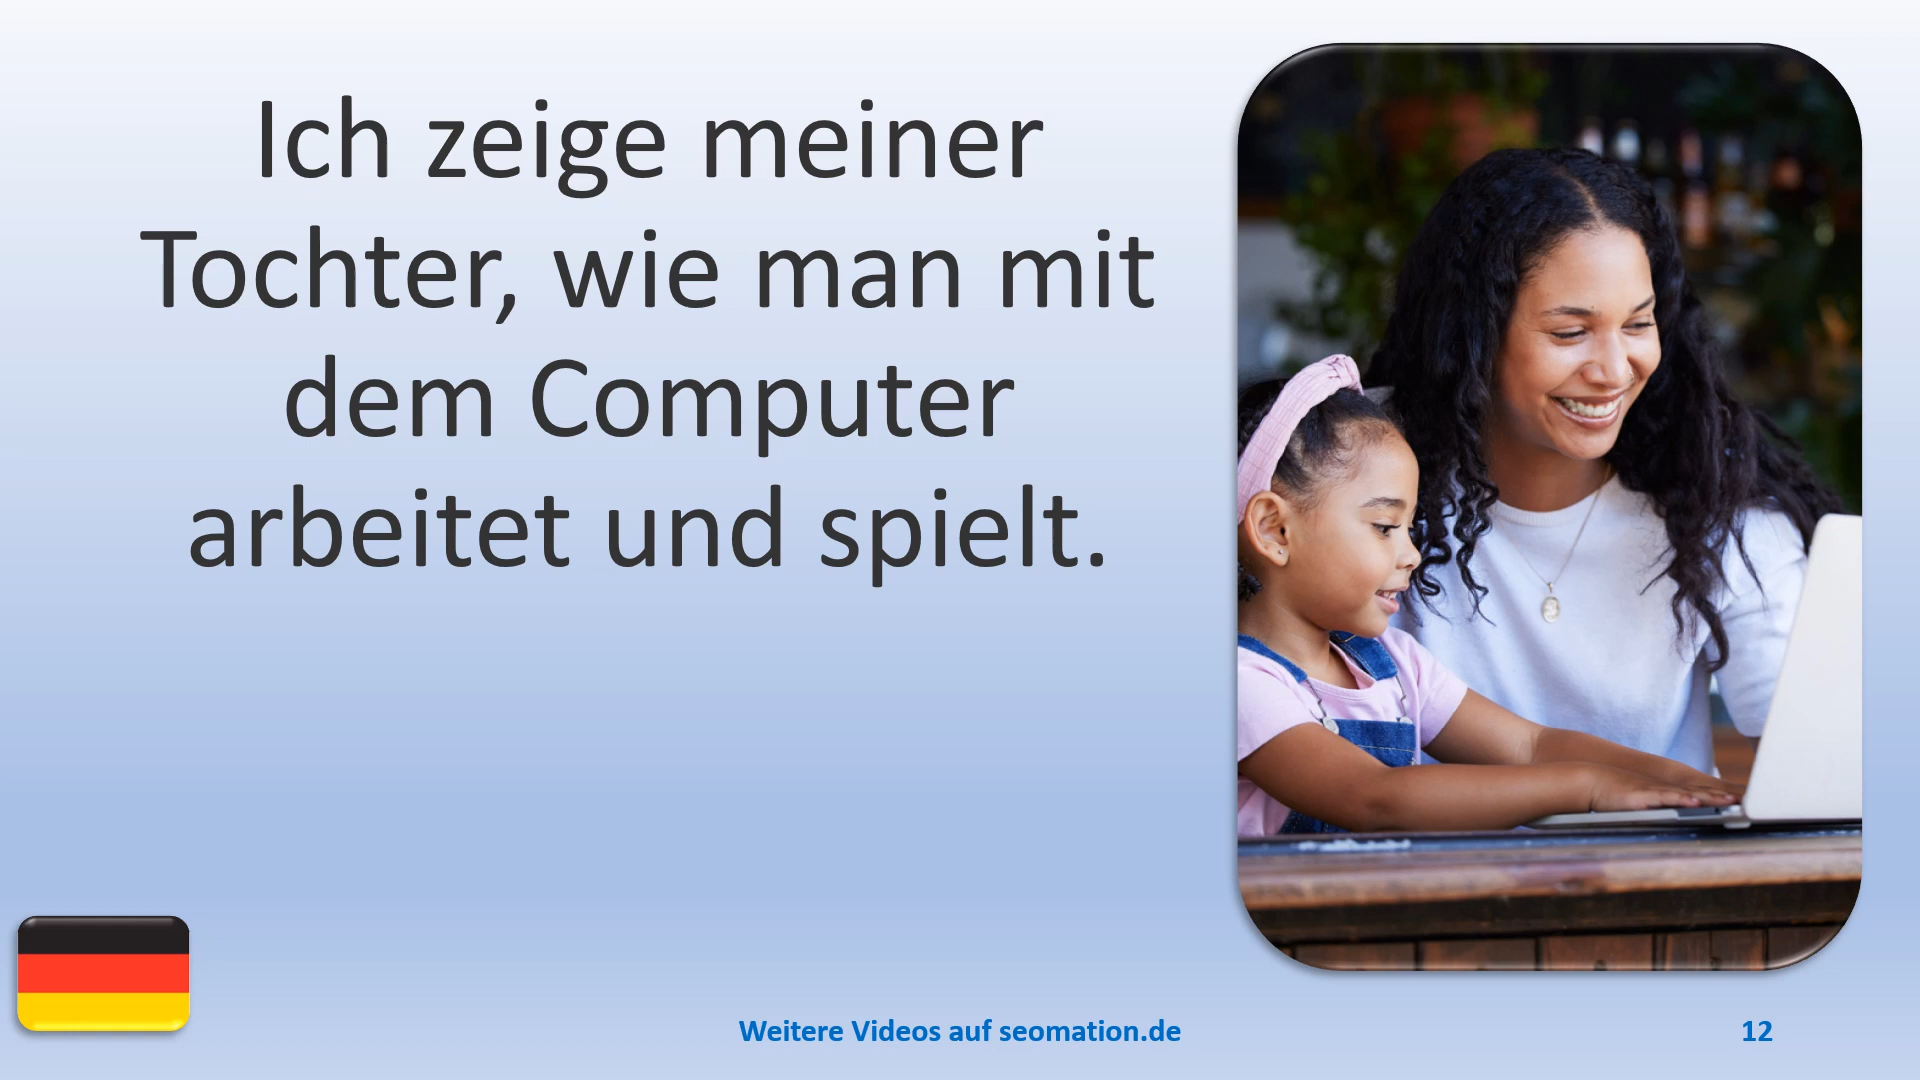 Ich zeige meiner
Tochter, wie man mit
dem Computer
arbeitet und spielt.
Weitere Videos auf seomation.de
12